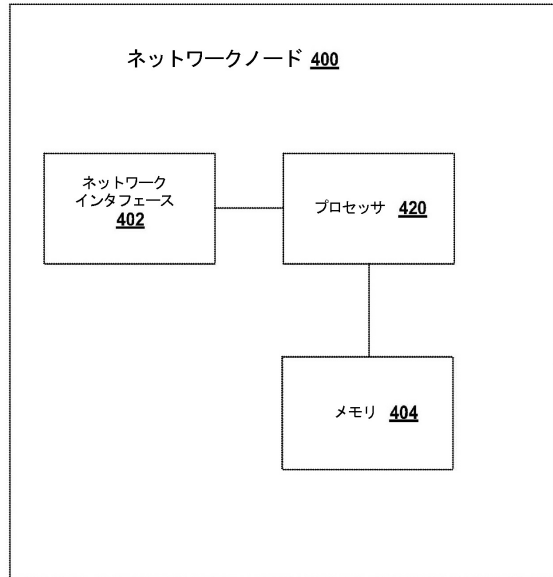 ネットワークノード 400
ネットワーク
インタフェース
402
プロセッサ 420
メモリ 404